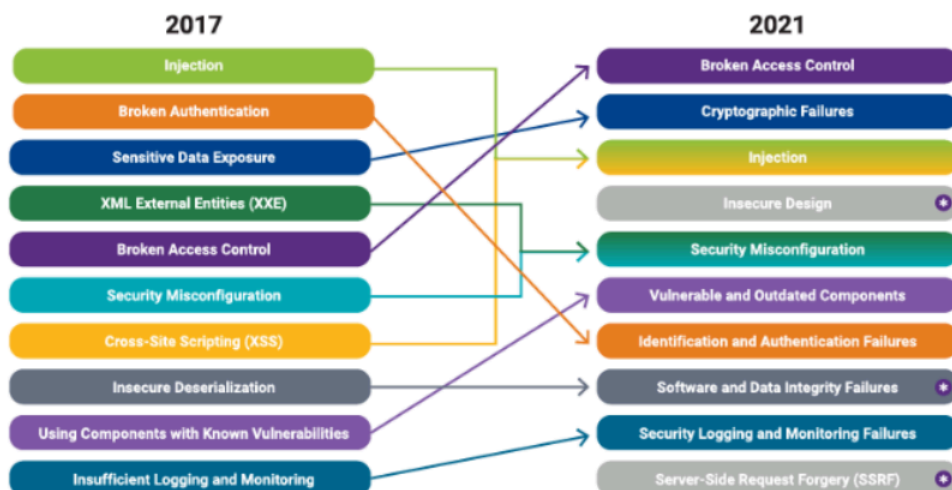 2017
Injection
Broken Authentication
Sensitive Data Exposure
XML External Entities (XXE)
Broken Access Control
Security Misconfiguration
Cross-Site Scripting (XSS)
Insecure Deserialization
Using Components with Known Vulnerabilities
Insufficient Logging and Monitoring
2021
Broken Access Control
Cryptographic Failures
Injection
Insecure Design *
Security Misconfiguration
Vulnerable and Outdated Components
Identification and Authentication Failures
Software and Data Integrity Failures *
Security Logging and Monitoring Failures
Server-Side Request Forgery (SSRF) *